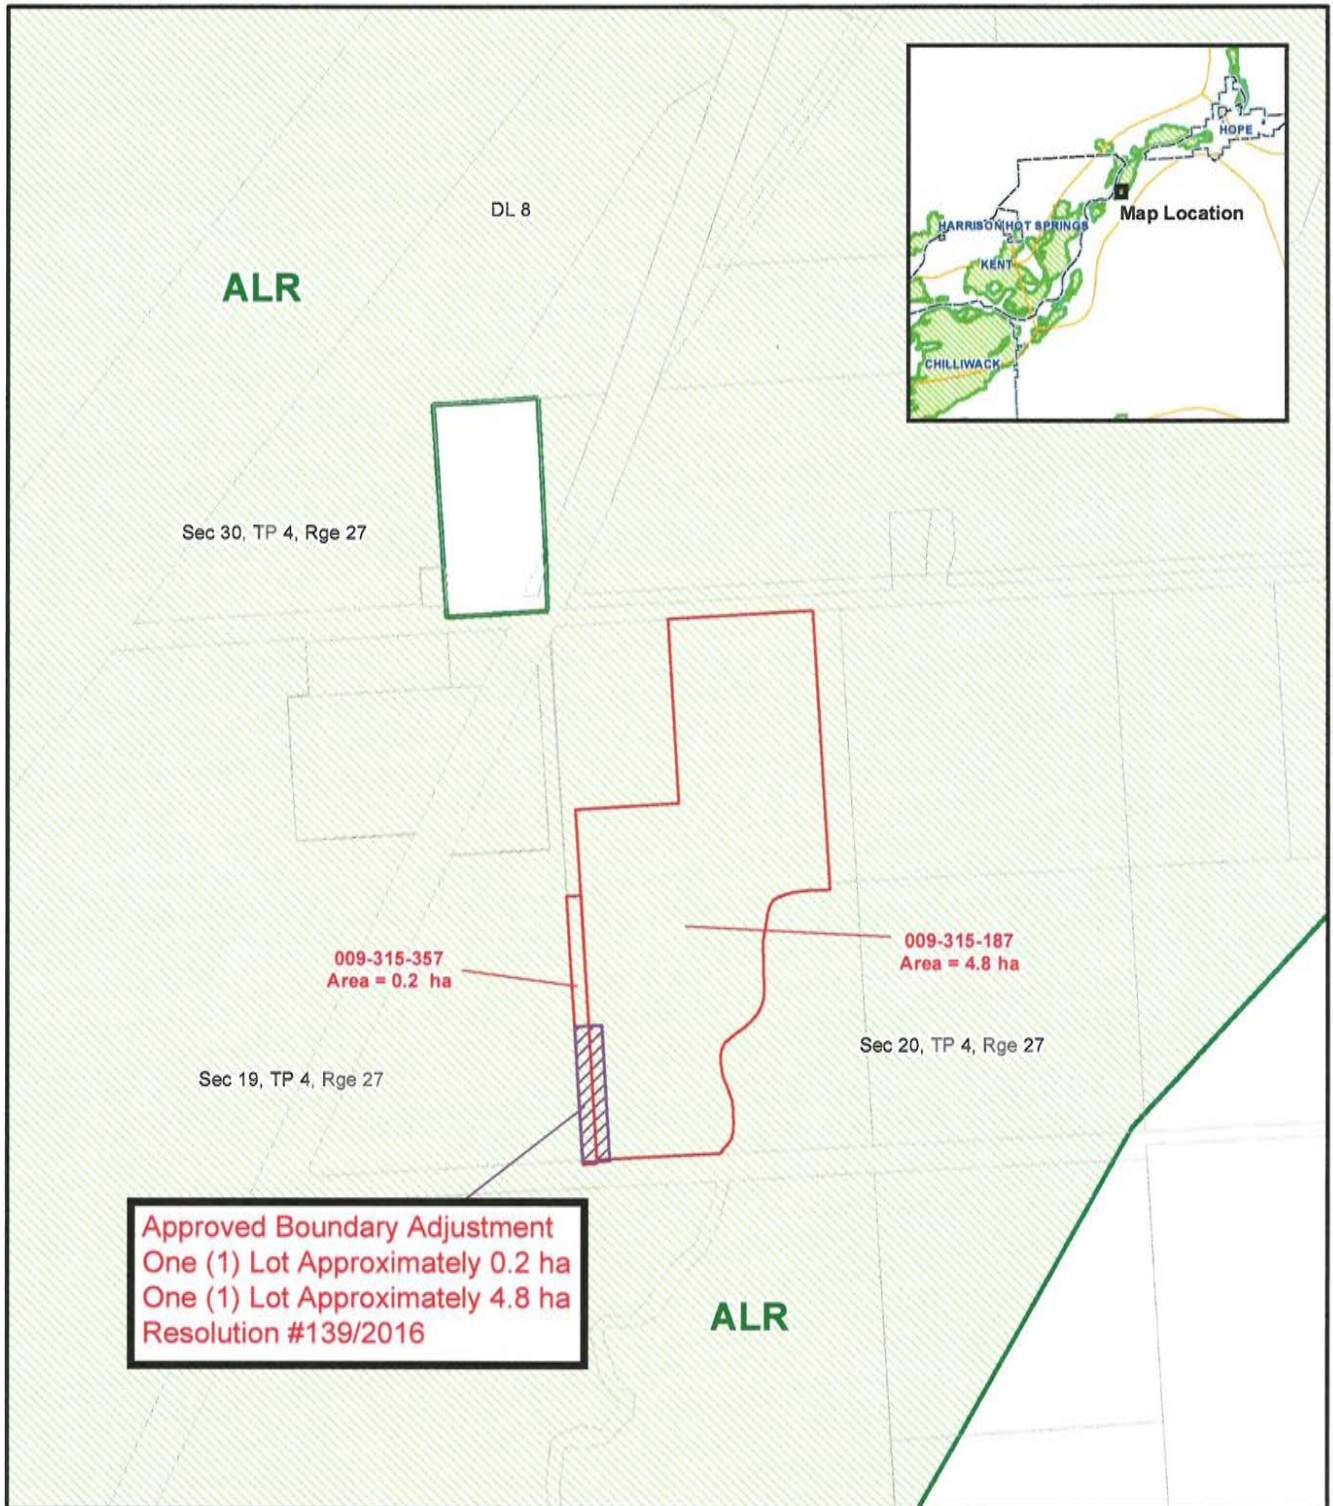 HOPE
Map Location
HARRISON HOT SPRINGS
KENT
CHILLIWACK
DL 8
ALR
Sec 30, TP 4, Rge 27
009-315-357
Area = 0.2 ha
009-315-187
Area = 4.8 ha
Sec 20, TP 4, Rge 27
Sec 19, TP 4, Rge 27
Approved Boundary Adjustment
One (1) Lot Approximately 0.2 ha
One (1) Lot Approximately 4.8 ha
Resolution #139/2016
ALR